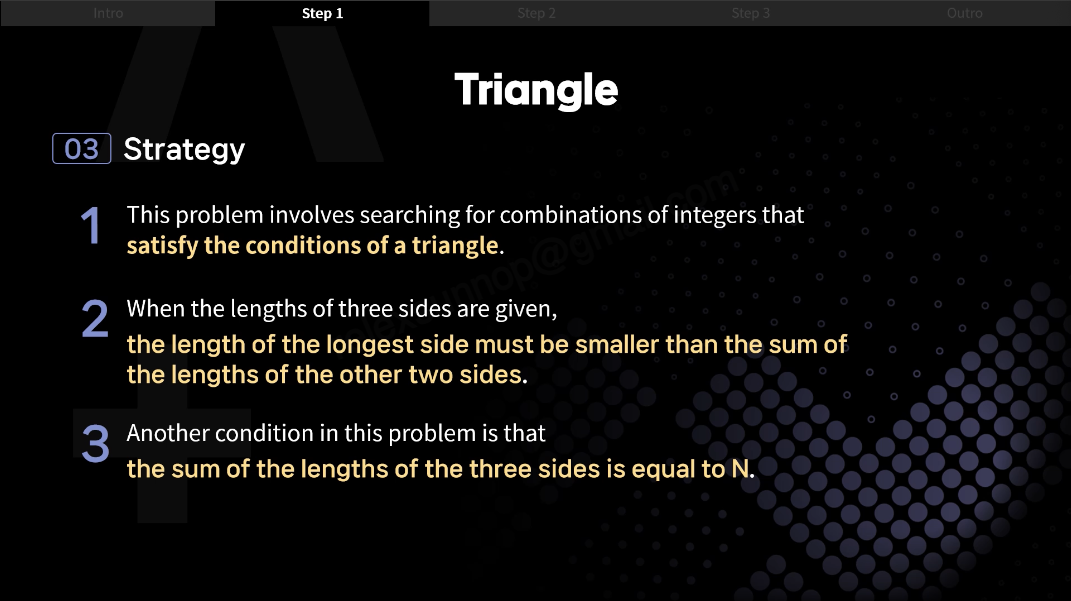 Intro
Step 1
Step 2
Step 3
Outro
Triangle
03 Strategy
1 This problem involves searching for combinations of integers that
satisfy the conditions of a triangle.
2 When the lengths of three sides are given,
the length of the longest side must be smaller than the sum of
the lengths of the other two sides.
3 Another condition in this problem is that
the sum of the lengths of the three sides is equal to N.